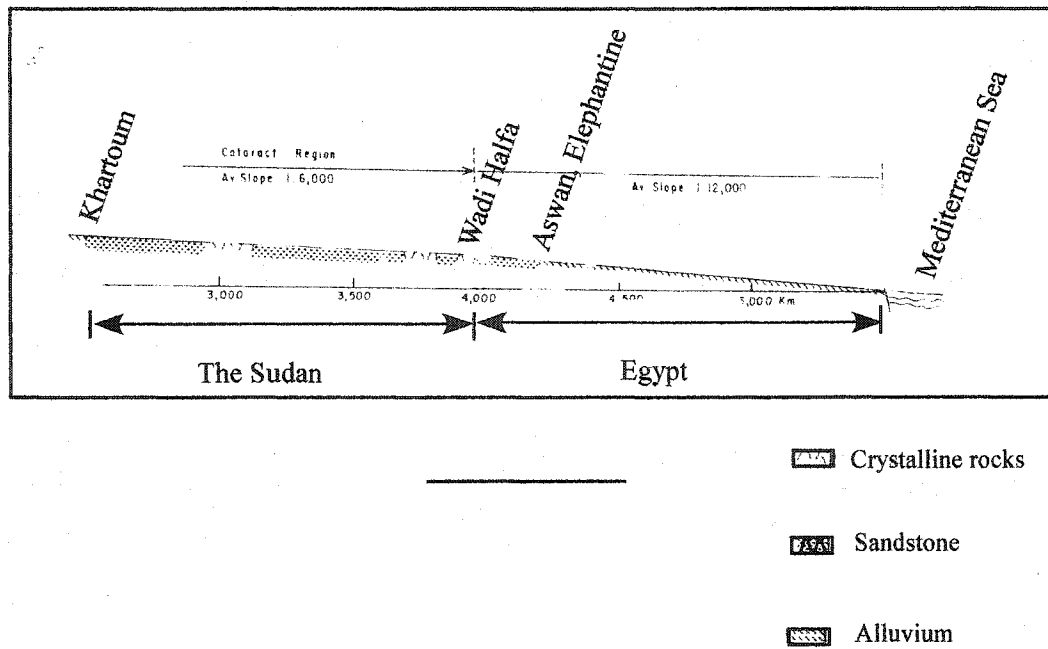 Khartoum
Cataract Region
Av Slope 1:6,000
Wadi Halfa
Aswan, Elephantine
Av Slope 1:12,000
Mediterranean Sea
3,000
3,500
4,000
4,500
5,000 Km
The Sudan
Egypt
Crystalline rocks
Sandstone
Alluvium